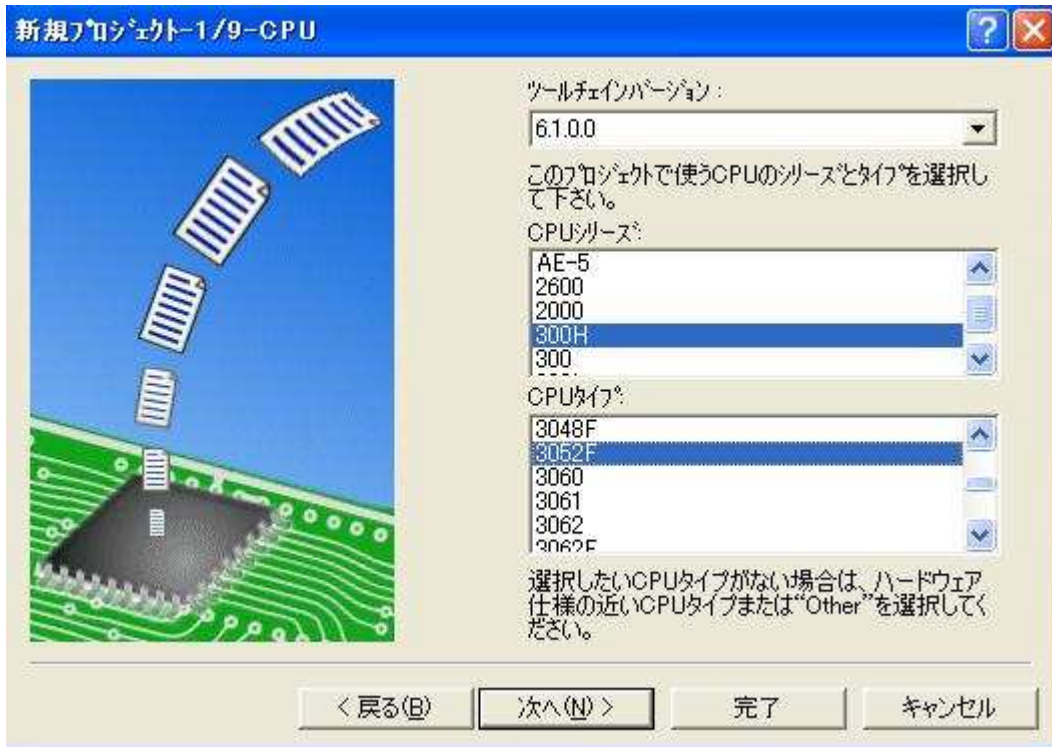 新規ﾌﾟﾛｼﾞｪｸﾄ-1/9-CPU
ﾂｰﾙﾁｪｲﾝﾊﾞｰｼﾞｮﾝ :
6.1.0.0
このﾌﾟﾛｼﾞｪｸﾄで使うCPUのｼﾘｰｽﾞとﾀｲﾌﾟを選択し
て下さい。
CPUｼﾘｰｽﾞ:
AE-5
2600
2000
300H
300
CPUﾀｲﾌﾟ:
3048F
3052F
3060
3061
3062
3062F
選択したいCPUタイプがない場合は、ハードウェア
仕様の近いCPUタイプまたは“Other”を選択してく
ださい。
< 戻る(B)
次へ(N) >
完了
キャンセル